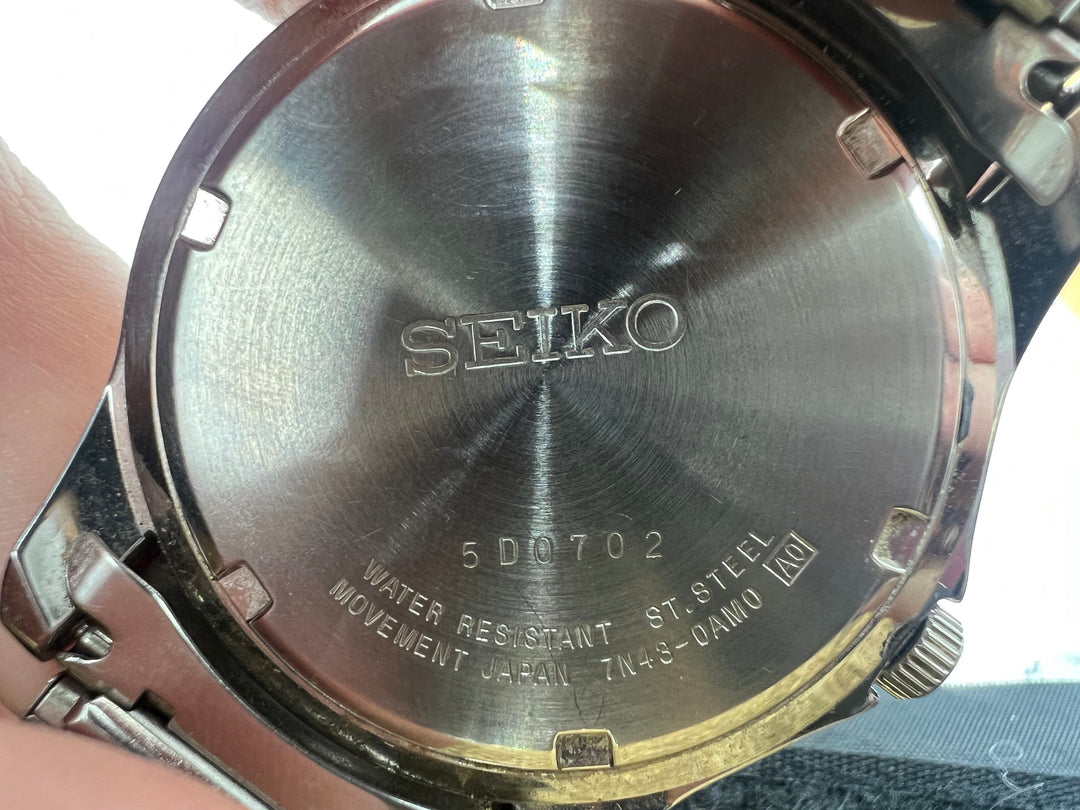 SEIKO
5D0702
WATER RESISTANT ST.STEEL
MOVEMENT JAPAN 7N43-0AM0 A0